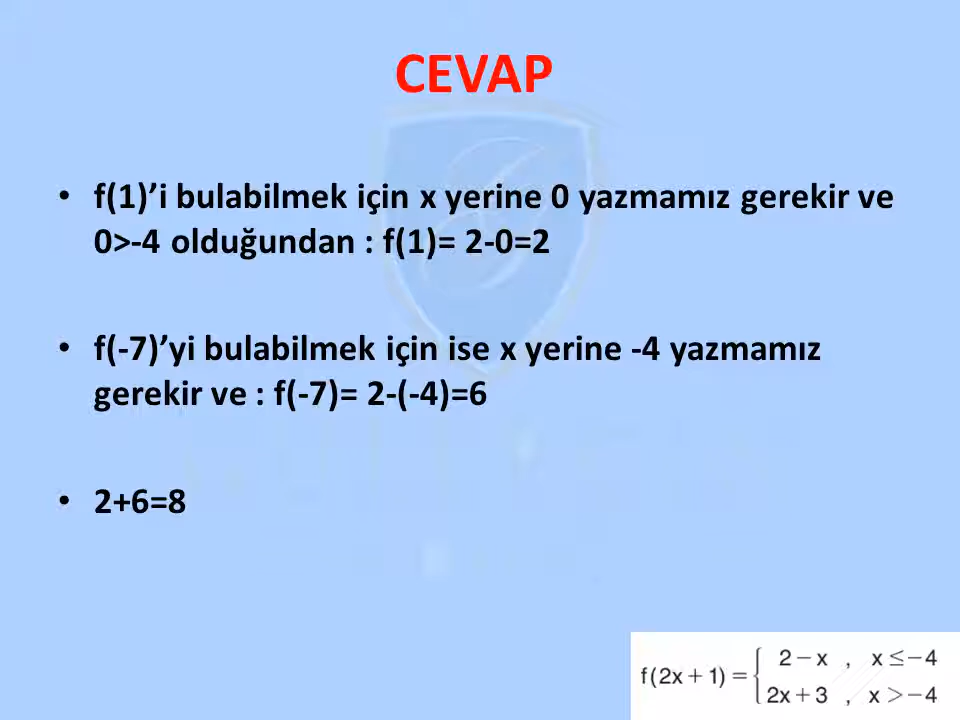 CEVAP
• f(1)’i bulabilmek için x yerine 0 yazmamız gerekir ve
0>-4 olduğundan : f(1)= 2-0=2
• f(-7)’yi bulabilmek için ise x yerine -4 yazmamız
gerekir ve : f(-7)= 2-(-4)=6
• 2+6=8
2-x , x≤-4
f(2x+1)={
2x+3 , x>-4